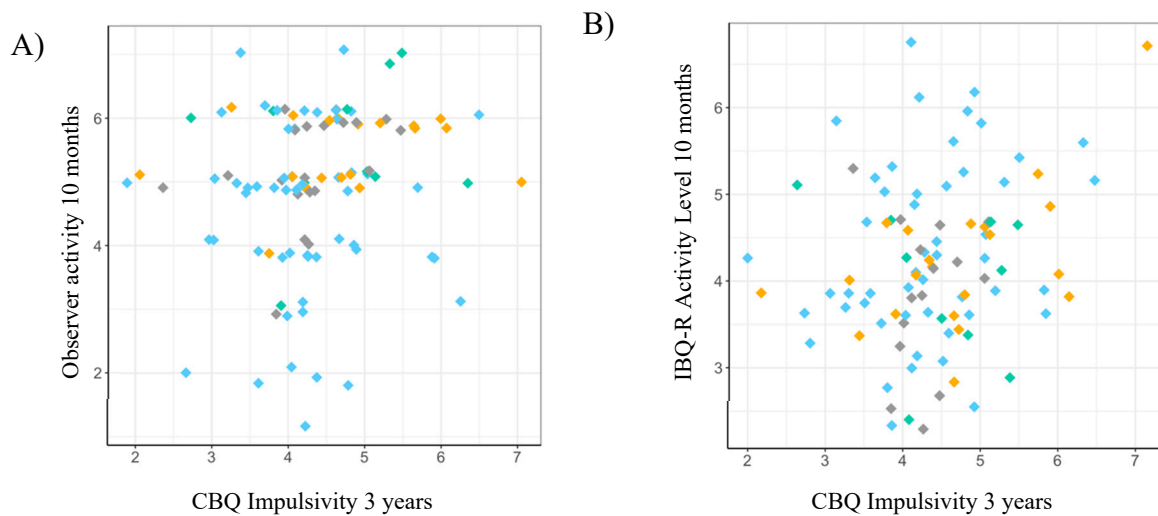 A)
Observer activity 10 months
6
4
2
2 3 4 5 6 7
CBQ Impulsivity 3 years
B)
IBQ-R Activity Level 10 months
6
5
4
3
2 3 4 5 6 7
CBQ Impulsivity 3 years